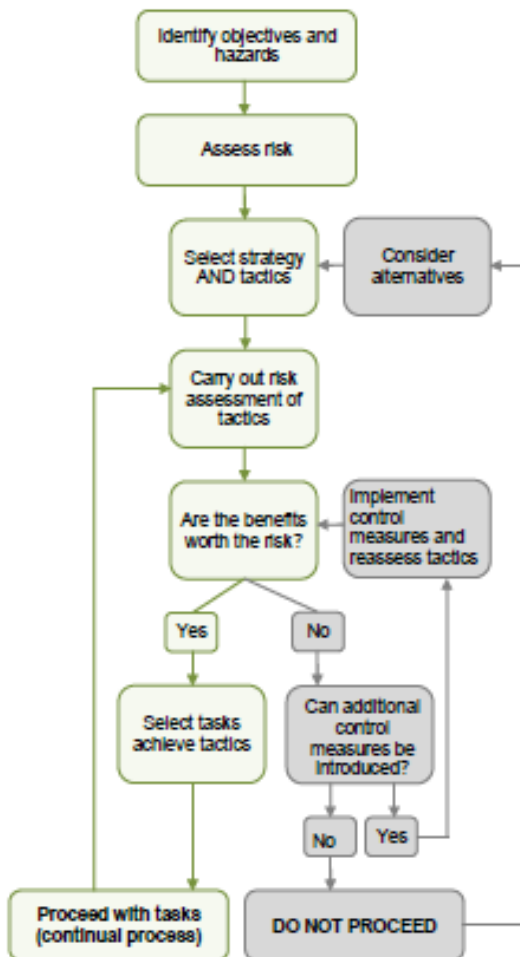 Identify objectives and
hazards
Assess risk
Select strategy
AND tactics
Consider
alternatives
Carry out risk
assessment of
tactics
Are the benefits
worth the risk?
Implement
control
measures and
reassess tactics
Yes
No
Select tasks
achieve tactics
Can additional
control
measures be
introduced?
No
Yes
Proceed with tasks
(continual process)
DO NOT PROCEED